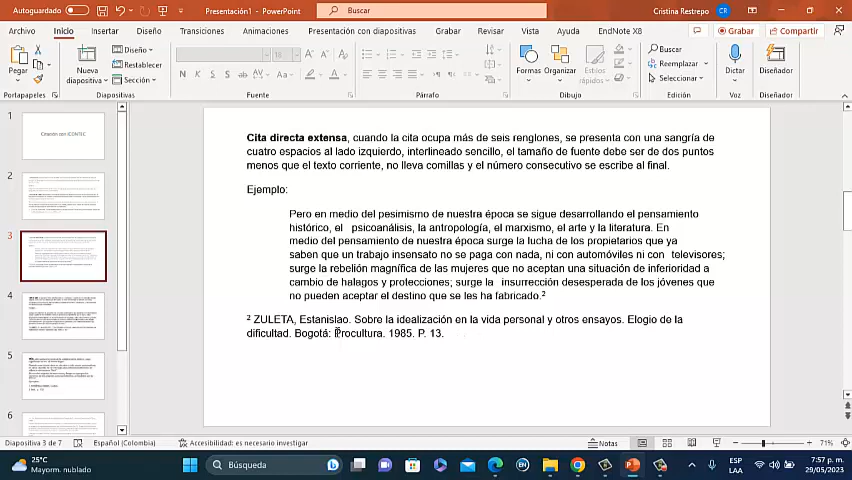 Autoguardado
Presentación1 - PowerPoint
Buscar
Cristina Restrepo
CR
Archivo Inicio Insertar Diseño Transiciones Animaciones Presentación con diapositivas Grabar Revisar Vista Ayuda EndNote X8 Grabar Compartir
Pegar
Nueva diapositiva
Diseño
Restablecer
Sección
18
N K S S ab AV Aa A
Formas
Organizar
Estilos rápidos
Buscar
Reemplazar
Seleccionar
Dictar
Diseñador
Portapapeles Diapositivas Fuente Párrafo Dibujo Edición Voz Diseñador
1
Citación con ICONTEC
2
3
4
5
6
Cita directa extensa, cuando la cita ocupa más de seis renglones, se presenta con una sangría de
cuatro espacios al lado izquierdo, interlineado sencillo, el tamaño de fuente debe ser de dos puntos
menos que el texto corriente, no lleva comillas y el número consecutivo se escribe al final.
Ejemplo:
Pero en medio del pesimismo de nuestra época se sigue desarrollando el pensamiento
histórico, el psicoanálisis, la antropología, el marxismo, el arte y la literatura. En
medio del pensamiento de nuestra época surge la lucha de los propietarios que ya
saben que un trabajo insensato no se paga con nada, ni con automóviles ni con televisores;
surge la rebelión magnífica de las mujeres que no aceptan una situación de inferioridad a
cambio de halagos y protecciones; surge la insurrección desesperada de los jóvenes que
no pueden aceptar el destino que se les ha fabricado.²
² ZULETA, Estanislao. Sobre la idealización en la vida personal y otros ensayos. Elogio de la
dificultad. Bogotá: Procultura. 1985. P. 13.
Diapositiva 3 de 7 Español (Colombia) Accesibilidad: es necesario investigar Notas 71%
25°C
Mayorm. nublado
Búsqueda
ESP
LAA
7:57 p. m.
29/05/2023